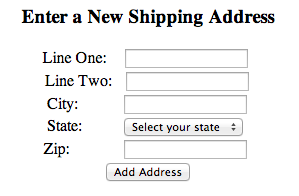 Enter a New Shipping Address
Line One:
Line Two:
City:
State: Select your state
Zip:
Add Address